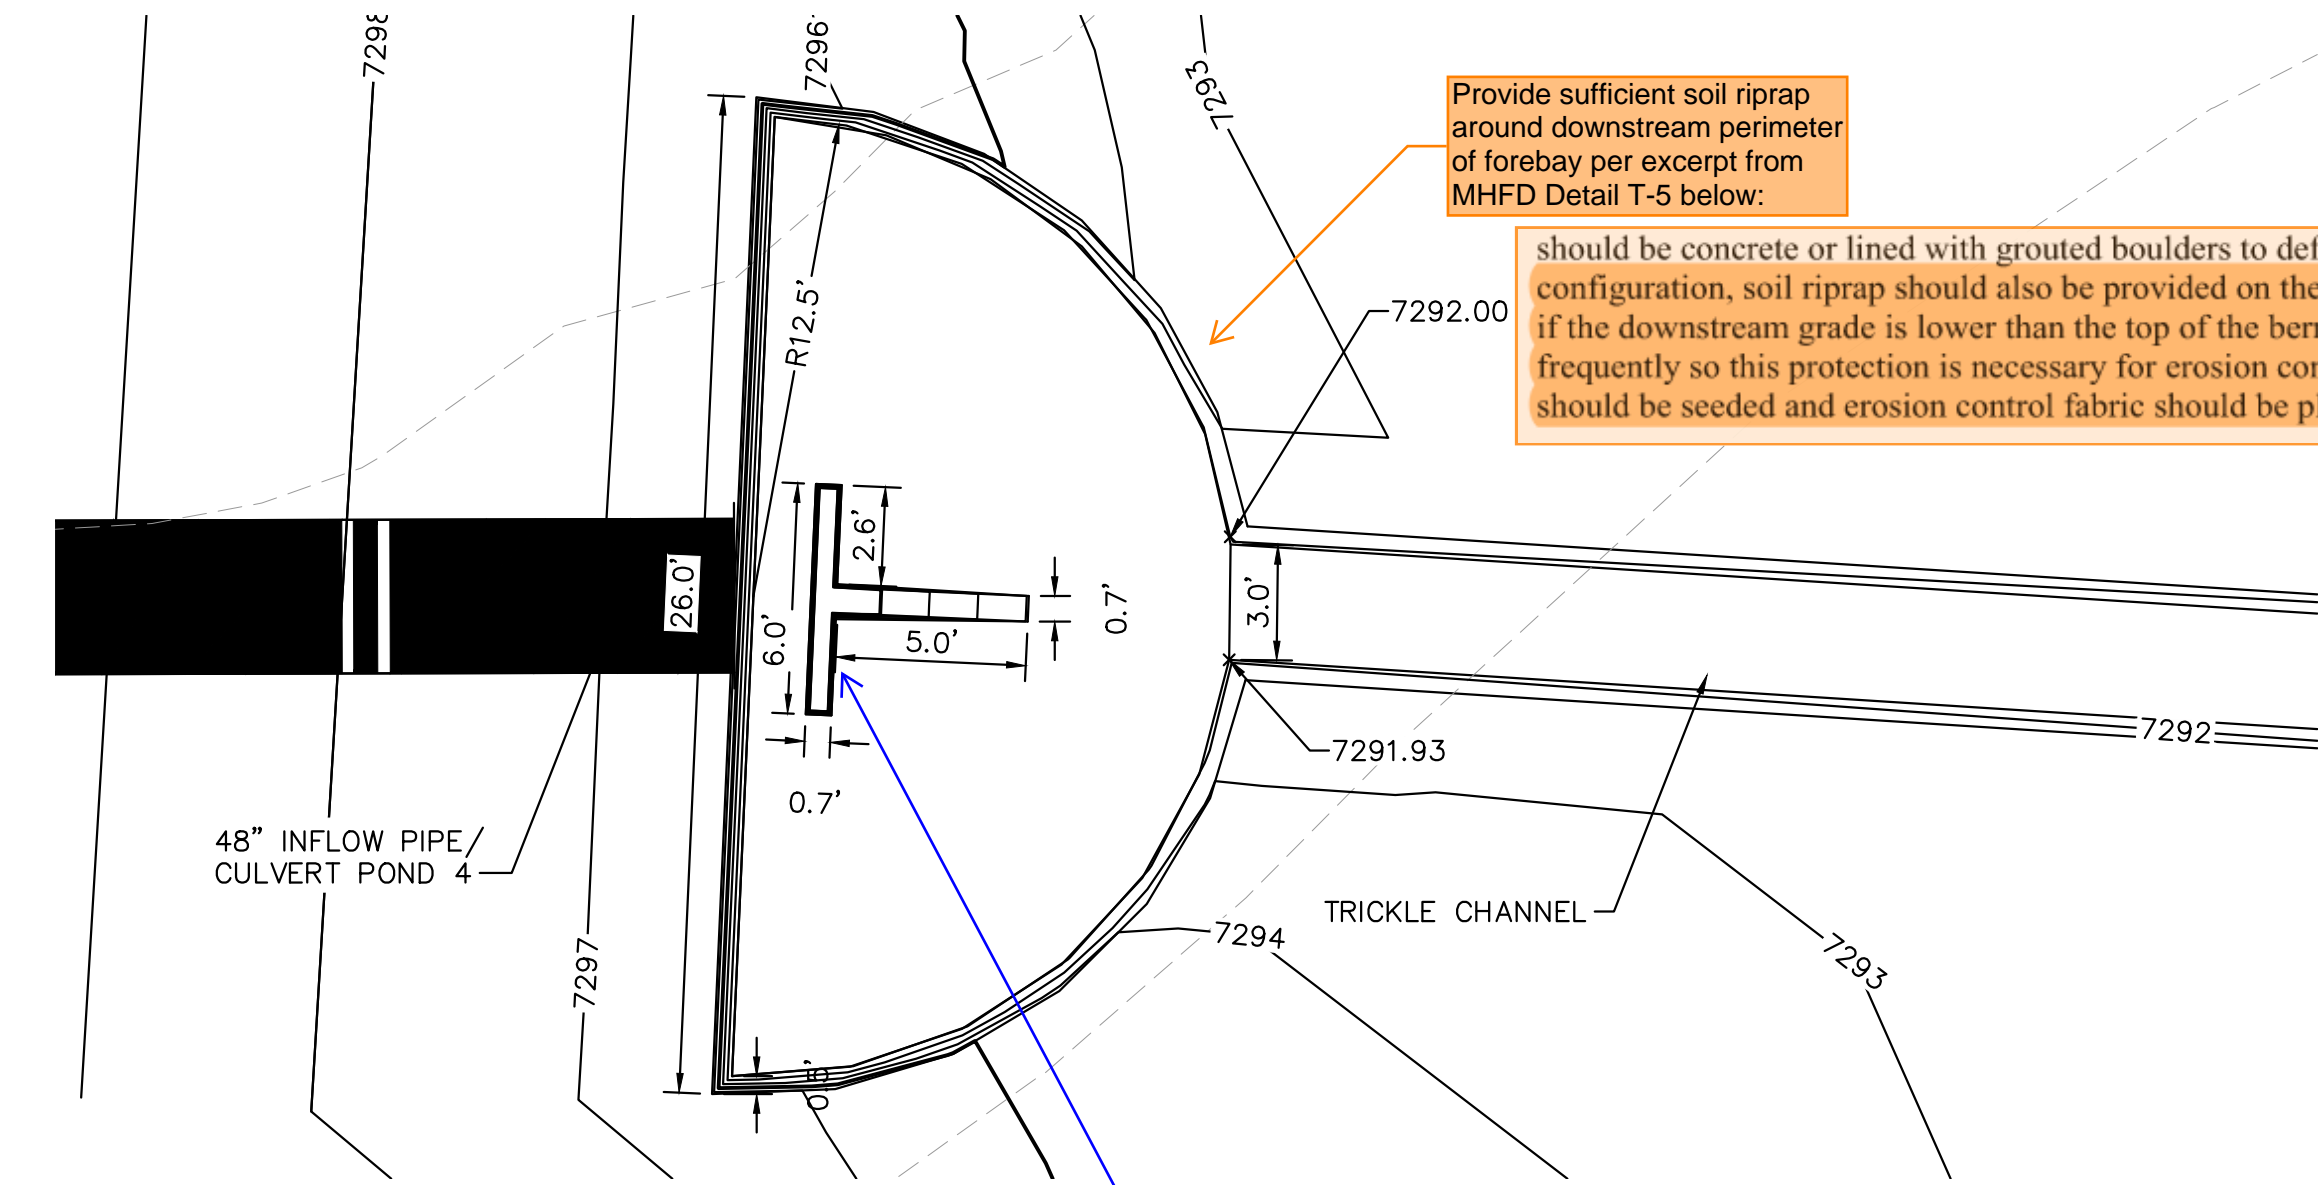 7298
7296
7293
Provide sufficient soil riprap
around downstream perimeter
of forebay per excerpt from
MHFD Detail T-5 below:
should be concrete or lined with grouted boulders to
configuration, soil riprap should also be provided on the
if the downstream grade is lower than the top of the
frequently so this protection is necessary for erosion
should be seeded and erosion control fabric should be
R12.5'
7292.00
2.6'
26.0'
6.0'
5.0'
0.7'
3.0'
7292
7291.93
0.7'
48" INFLOW PIPE/
CULVERT POND 4
TRICKLE CHANNEL
7294
7293
7297
0.5'